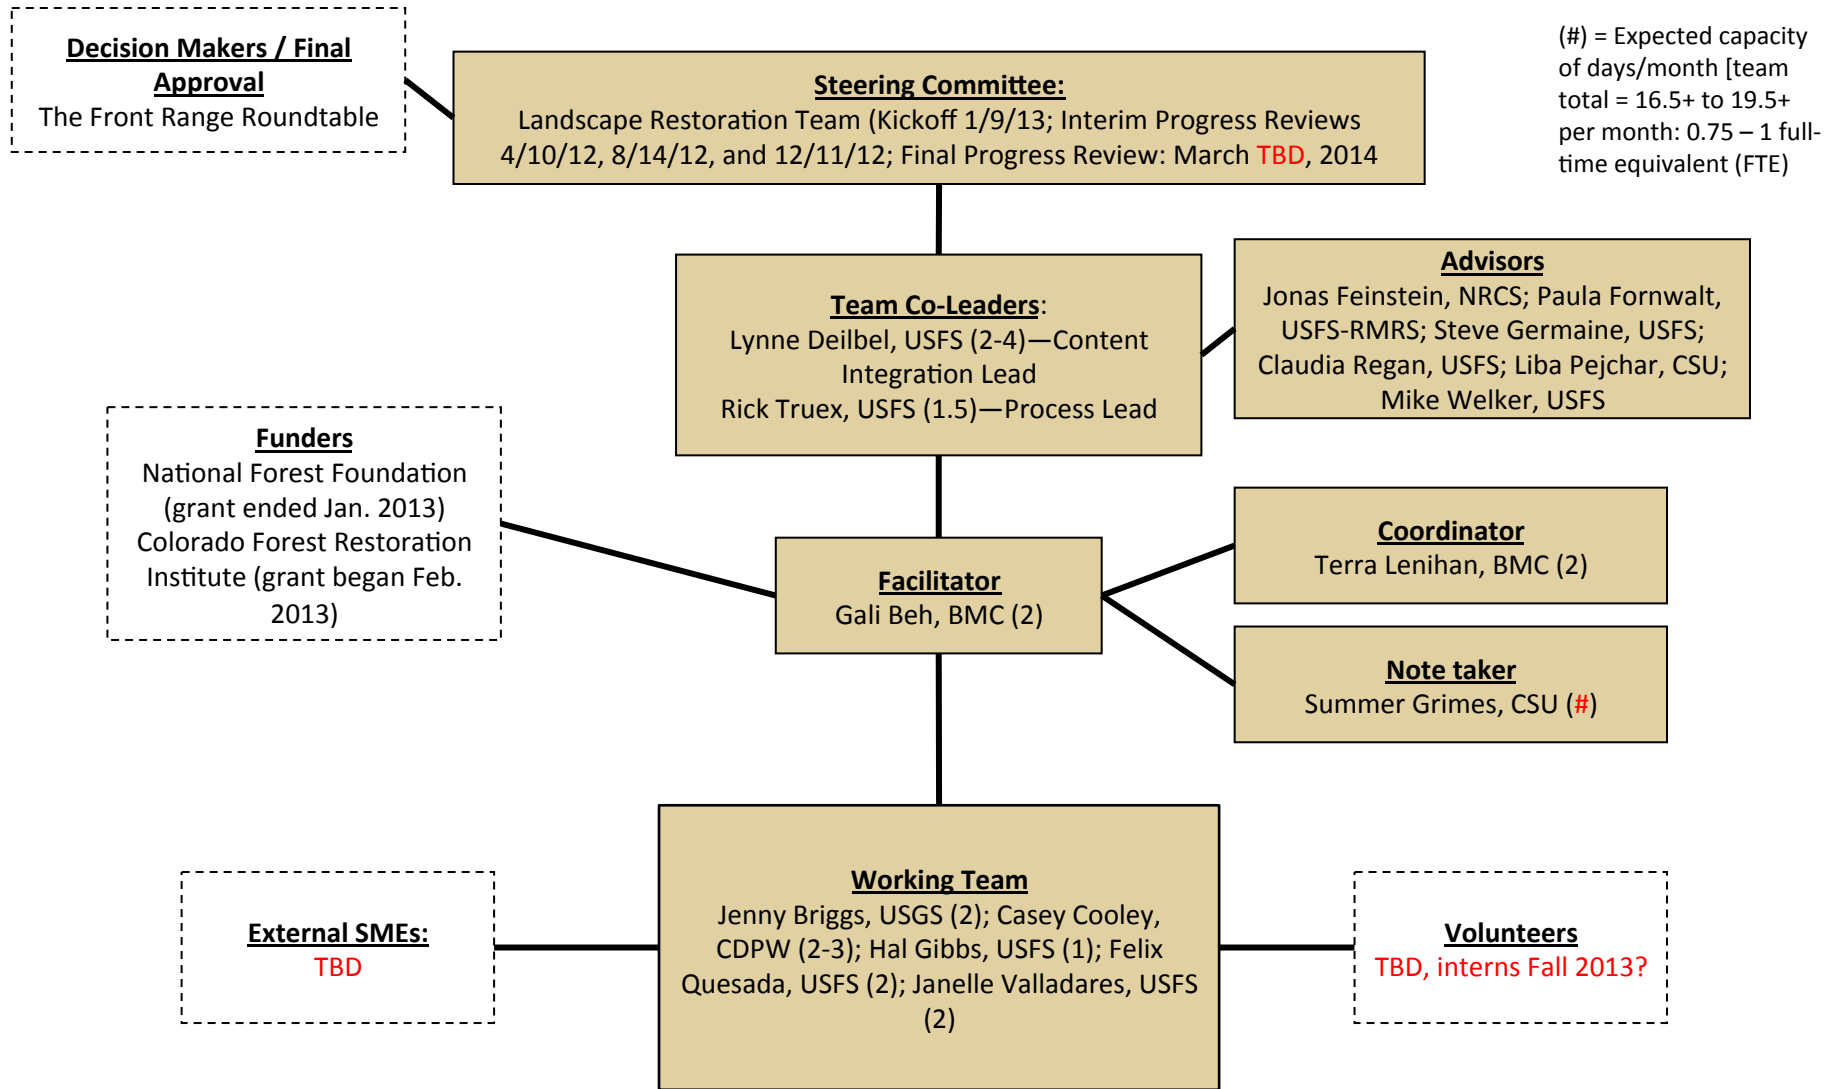 Decision Makers / Final
Approval
The Front Range Roundtable
Steering Committee:
Landscape Restoration Team (Kickoff 1/9/13; Interim Progress Reviews
4/10/12, 8/14/12, and 12/11/12; Final Progress Review: March TBD, 2014
(#) = Expected capacity
of days/month [team
total = 16.5+ to 19.5+
per month: 0.75 – 1 full-
time equivalent (FTE)
Team Co-Leaders:
Lynne Deilbel, USFS (2-4)—Content
Integration Lead
Rick Truex, USFS (1.5)—Process Lead
Advisors
Jonas Feinstein, NRCS; Paula Fornwalt,
USFS-RMRS; Steve Germaine, USFS;
Claudia Regan, USFS; Liba Pejchar, CSU;
Mike Welker, USFS
Funders
National Forest Foundation
(grant ended Jan. 2013)
Colorado Forest Restoration
Institute (grant began Feb.
2013)
Facilitator
Gali Beh, BMC (2)
Coordinator
Terra Lenihan, BMC (2)
Note taker
Summer Grimes, CSU (#)
Working Team
Jenny Briggs, USGS (2); Casey Cooley,
CDPW (2-3); Hal Gibbs, USFS (1); Felix
Quesada, USFS (2); Janelle Valladares, USFS
(2)
External SMEs:
TBD
Volunteers
TBD, interns Fall 2013?